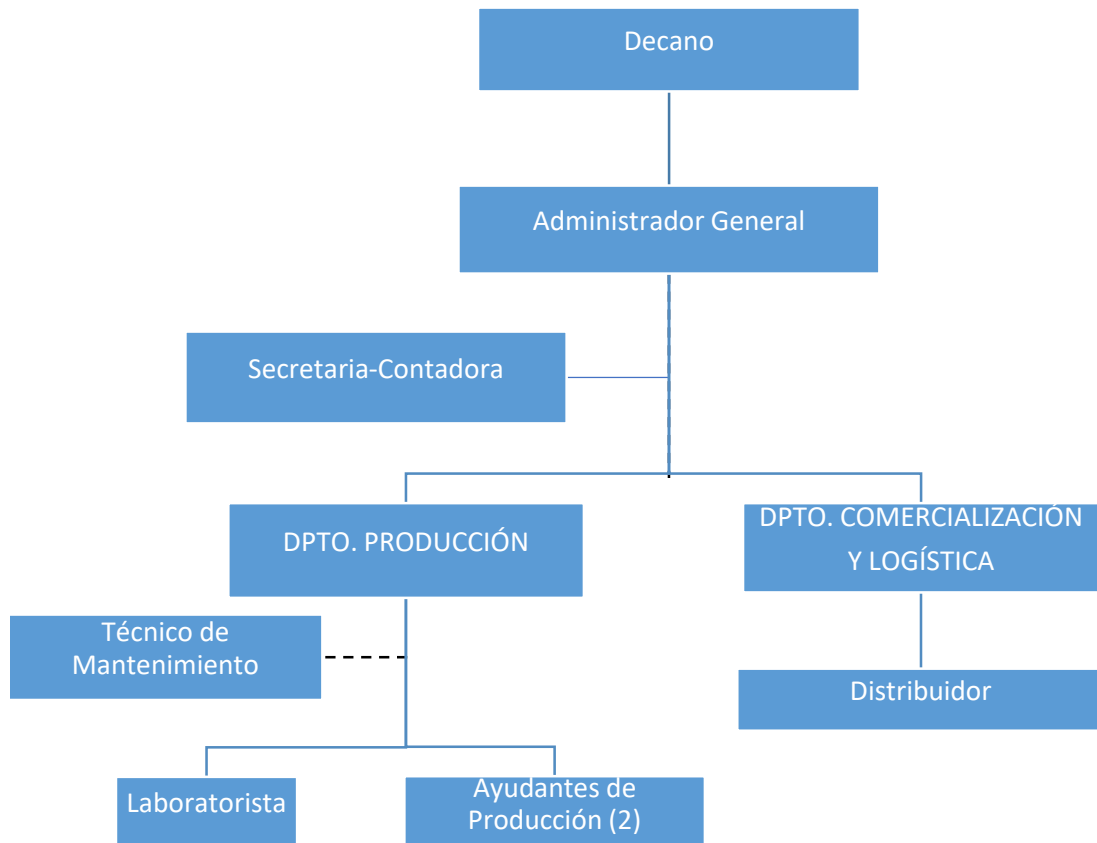 Decano
Administrador General
Secretaria-Contadora
DPTO. PRODUCCIÓN
DPTO. COMERCIALIZACIÓN
Y LOGÍSTICA
Técnico de
Mantenimiento
Distribuidor
Laboratorista
Ayudantes de
Producción (2)